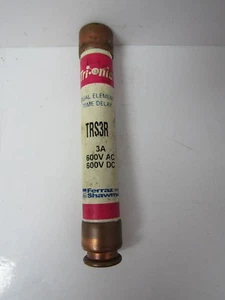 Tri-onic
DUAL ELEMENT
TIME DELAY
TRS3R
3A
600V AC
600V DC
Ferraz
Shawmut